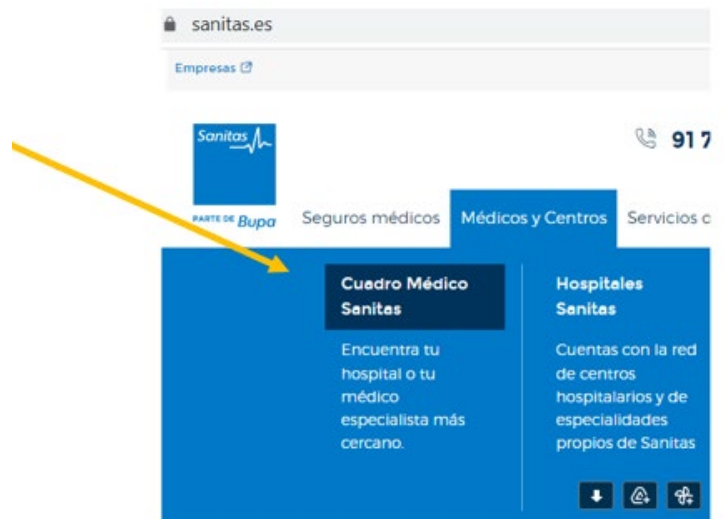 sanitas.es
Empresas
Sanitas
91 7
PARTE DE Bupa
Seguros médicos
Médicos y Centros
Servicios c
Cuadro Médico
Sanitas
Encuentra tu
hospital o tu
médico
especialista más
cercano.
Hospitales
Sanitas
Cuentas con la red
de centros
hospitalarios y de
especialidades
propios de Sanitas